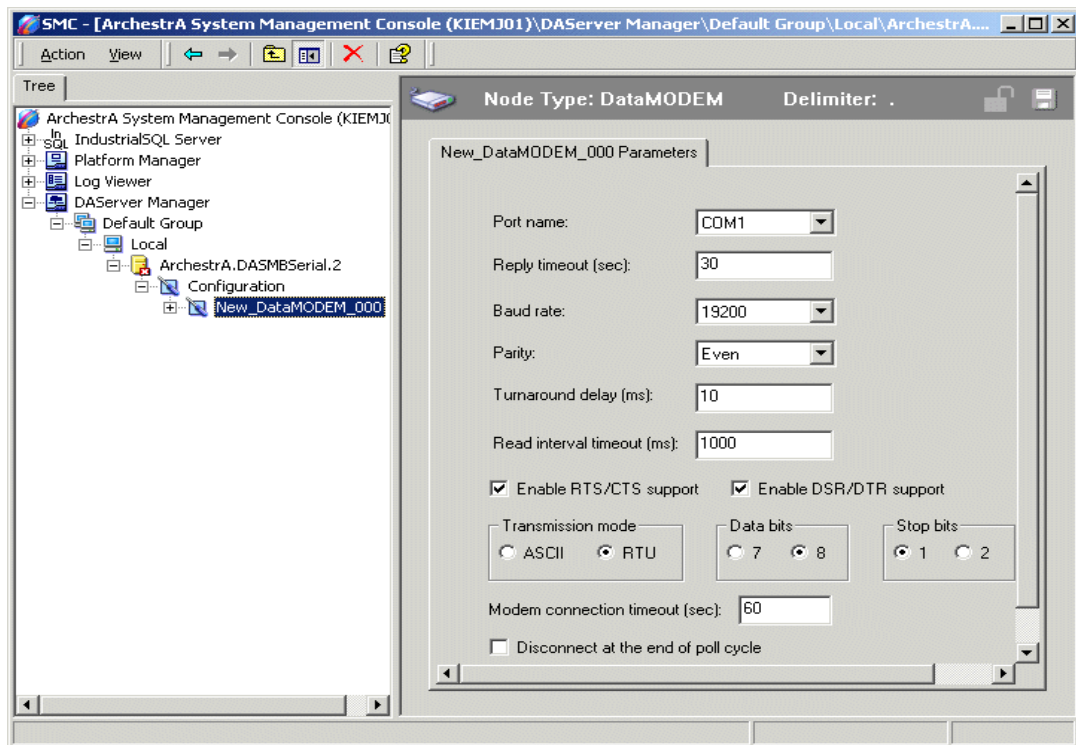 SMC - [ArchestrA System Management Console (KIEMJ01)\DAServer Manager\Default Group\Local\ArchestrA....
Action View
Tree
ArchestrA System Management Console (KIEMJ0
In SQL IndustrialSQL Server
Platform Manager
Log Viewer
DAServer Manager
Default Group
Local
ArchestrA.DASMBSerial.2
Configuration
New_DataMODEM_000
Node Type: DataMODEM Delimiter: .
New_DataMODEM_000 Parameters
Port name: COM1
Reply timeout (sec): 30
Baud rate: 19200
Parity: Even
Turnaround delay (ms): 10
Read interval timeout (ms): 1000
Enable RTS/CTS support Enable DSR/DTR support
Transmission mode Data bits Stop bits
ASCII RTU 7 8 1 2
Modem connection timeout (sec): 60
Disconnect at the end of poll cycle